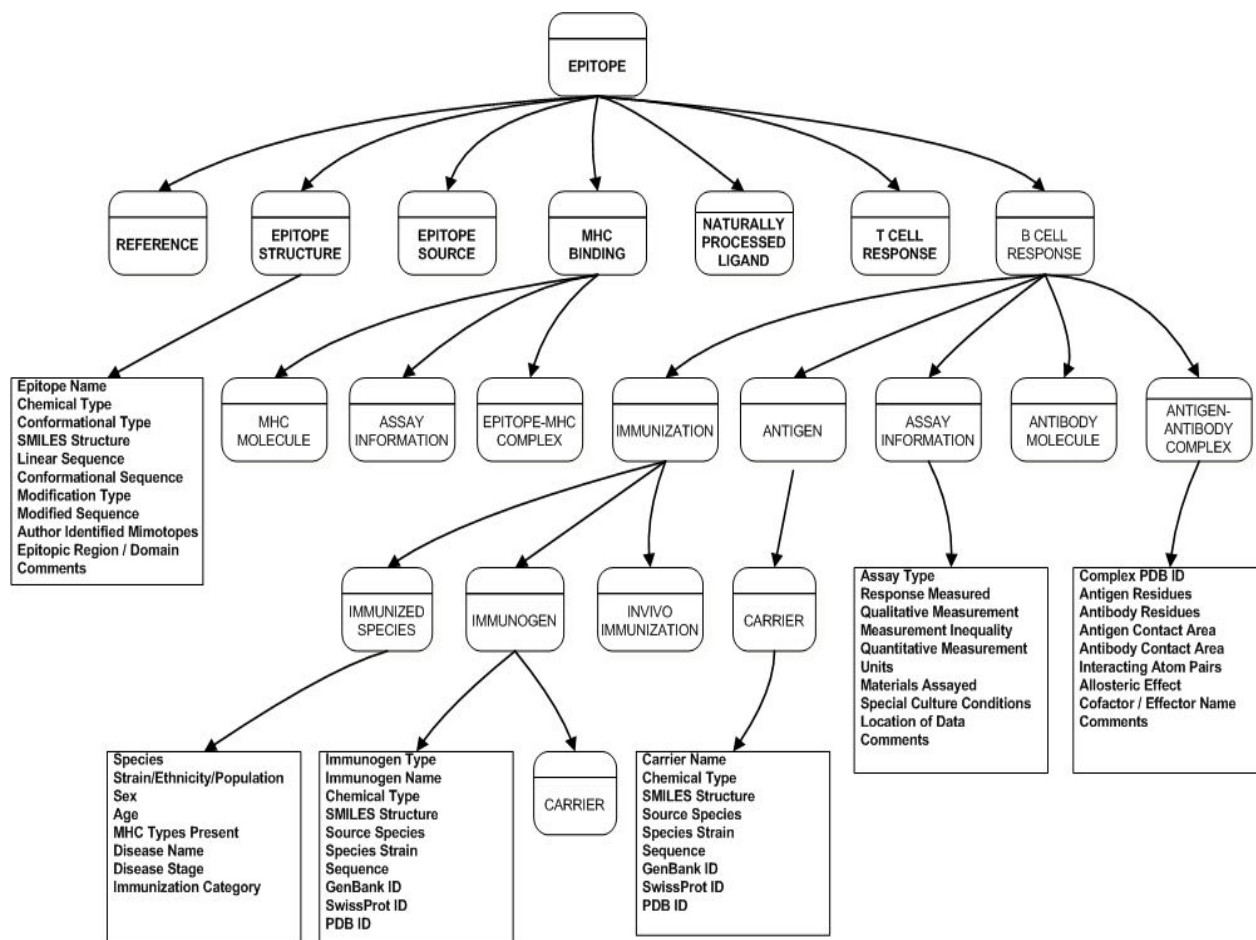 EPITOPE
REFERENCE
EPITOPE
STRUCTURE
EPITOPE
SOURCE
MHC
BINDING
NATURALLY
PROCESSED
LIGAND
T CELL
RESPONSE
B CELL
RESPONSE
Epitope Name
Chemical Type
Conformational Type
SMILES Structure
Linear Sequence
Conformational Sequence
Modification Type
Modified Sequence
Author Identified Mimotopes
Epitopic Region / Domain
Comments
MHC
MOLECULE
ASSAY
INFORMATION
EPITOPE-MHC
COMPLEX
IMMUNIZATION
ANTIGEN
ASSAY
INFORMATION
ANTIBODY
MOLECULE
ANTIGEN-
ANTIBODY
COMPLEX
IMMUNIZED
SPECIES
IMMUNOGEN
INVIVO
IMMUNIZATION
CARRIER
Assay Type
Response Measured
Qualitative Measurement
Measurement Inequality
Quantitative Measurement
Units
Materials Assayed
Special Culture Conditions
Location of Data
Comments
Complex PDB ID
Antigen Residues
Antibody Residues
Antigen Contact Area
Antibody Contact Area
Interacting Atom Pairs
Allosteric Effect
Cofactor / Effector Name
Comments
Species
Strain/Ethnicity/Population
Sex
Age
MHC Types Present
Disease Name
Disease Stage
Immunization Category
Immunogen Type
Immunogen Name
Chemical Type
SMILES Structure
Source Species
Species Strain
Sequence
GenBank ID
SwissProt ID
PDB ID
CARRIER
Carrier Name
Chemical Type
SMILES Structure
Source Species
Species Strain
Sequence
GenBank ID
SwissProt ID
PDB ID